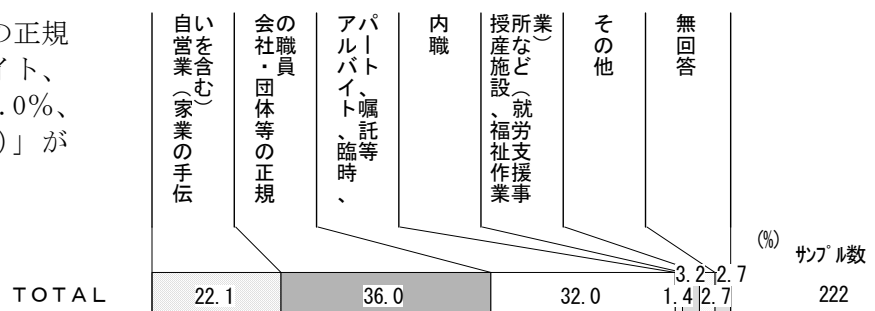 の正規
イト、
.0％、
）」が
自営業（家業の手伝
いを含む）
会社・団体等の正規
の職員
アルバイト、臨時、
パート、嘱託等
内職
授産施設、福祉作業
所など（就労支援事
業）
その他
無回答
(%)
ｻﾝﾌﾟﾙ数
3.2
2.7
TOTAL
22.1
36.0
32.0
1.4
2.7
222